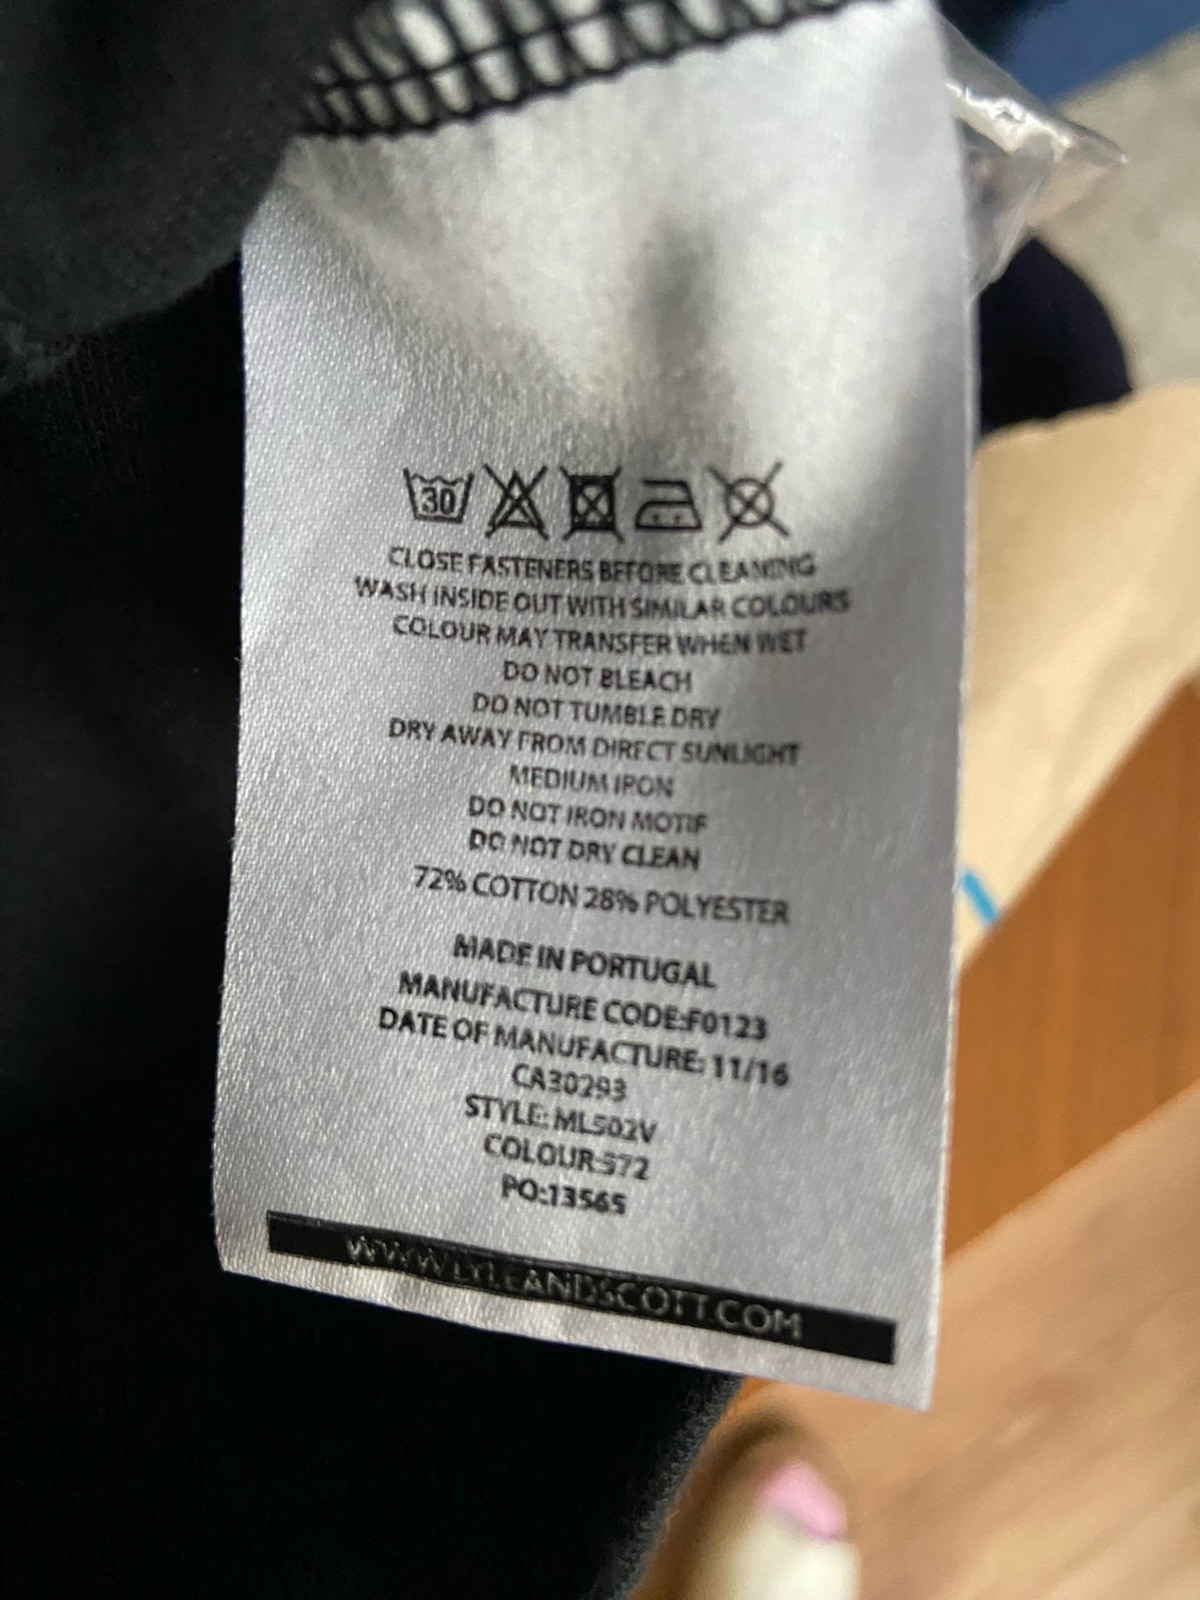 30
CLOSE FASTENERS BEFORE CLEANING
WASH INSIDE OUT WITH SIMILAR COLOURS
COLOUR MAY TRANSFER WHEN WET
DO NOT BLEACH
DO NOT TUMBLE DRY
DRY AWAY FROM DIRECT SUNLIGHT
MEDIUM IRON
DO NOT IRON MOTIF
DO NOT DRY CLEAN
72% COTTON 28% POLYESTER
MADE IN PORTUGAL
MANUFACTURE CODE:F0123
DATE OF MANUFACTURE: 11/16
CA30293
STYLE: ML502V
COLOUR:572
PO:13565
WWW.LYLEANDSCOTT.COM